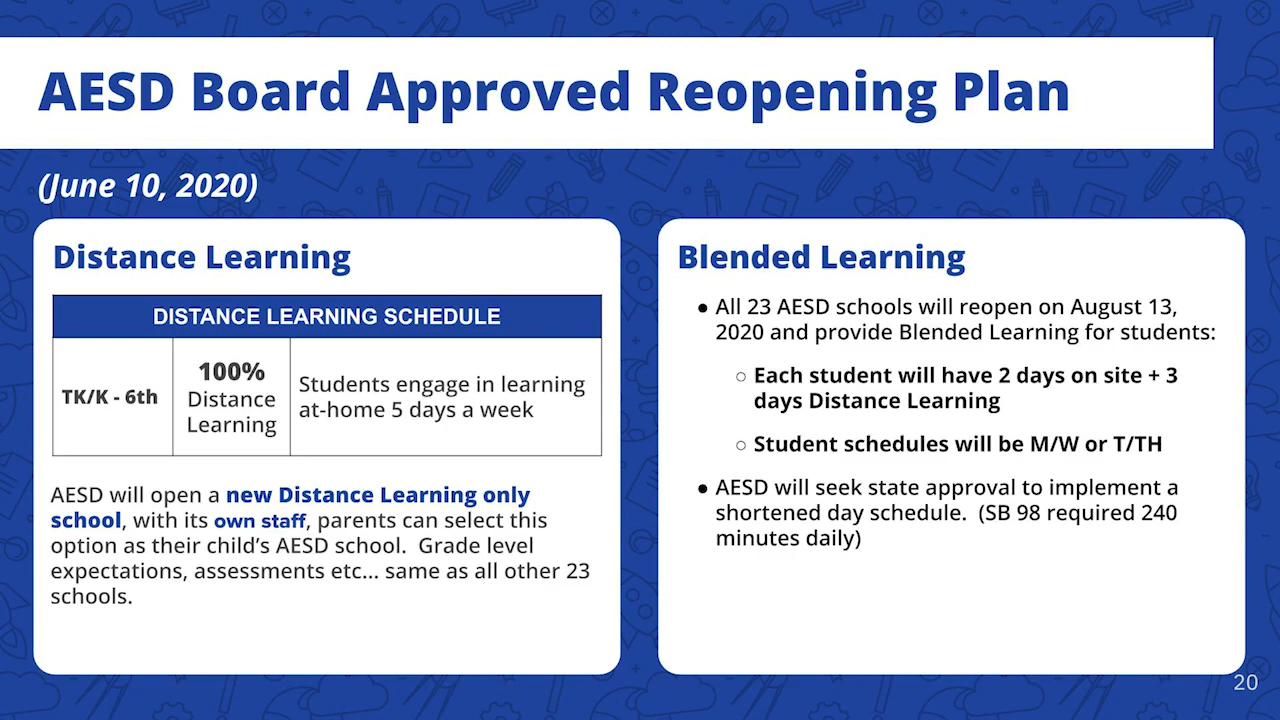 AESD Board Approved Reopening Plan
(June 10, 2020)
Distance Learning
DISTANCE LEARNING SCHEDULE
TK/K - 6th
100%
Distance
Learning
Students engage in learning
at-home 5 days a week
AESD will open a new Distance Learning only
school, with its own staff, parents can select this
option as their child’s AESD school.  Grade level
expectations, assessments etc... same as all other 23
schools.
Blended Learning
● All 23 AESD schools will reopen on August 13,
2020 and provide Blended Learning for students:
○ Each student will have 2 days on site + 3
days Distance Learning
○ Student schedules will be M/W or T/TH
● AESD will seek state approval to implement a
shortened day schedule.  (SB 98 required 240
minutes daily)
20